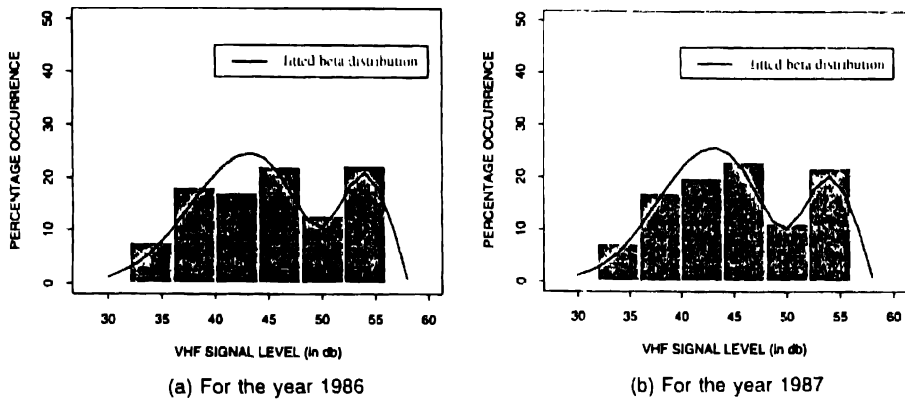 50
40
30
20
10
0
PERCENTAGE OCCURRENCE
fitted beta distribution
30 35 40 45 50 55 60
VHF SIGNAL LEVEL (in db)
(a) For the year 1986
50
40
30
20
10
0
PERCENTAGE OCCURRENCE
fitted beta distribution
30 35 40 45 50 55 60
VHF SIGNAL LEVEL (in db)
(b) For the year 1987